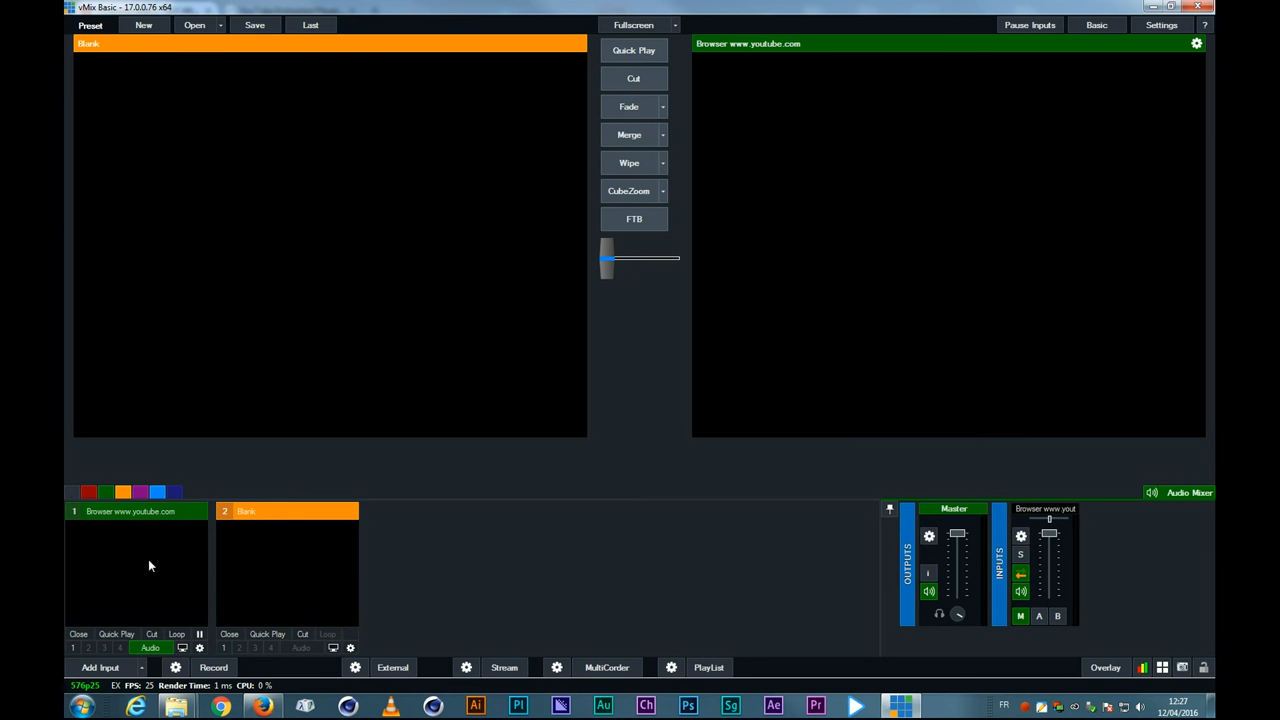 vMix Basic - 17.0.0.76 x64
Preset New Open Save Last Fullscreen Pause Inputs Basic Settings ?
Blank
Quick Play
Cut
Fade
Merge
Wipe
CubeZoom
FTB
Browser www.youtube.com
Audio Mixer
1 Browser www.youtube.com
2 Blank
Close Quick Play Cut Loop
1 2 3 4 Audio
Close Quick Play Cut Loop
1 2 3 4 Audio
OUTPUTS
Master
i
INPUTS
Browser www.yout
S
M A B
Add Input Record External Stream MultiCorder PlayList Overlay
576p25 EX FPS: 25 Render Time: 1 ms CPU: 0 %
Ai Pl Au Ch Ps Sg Ae Pr
FR
12:27
12/04/2016